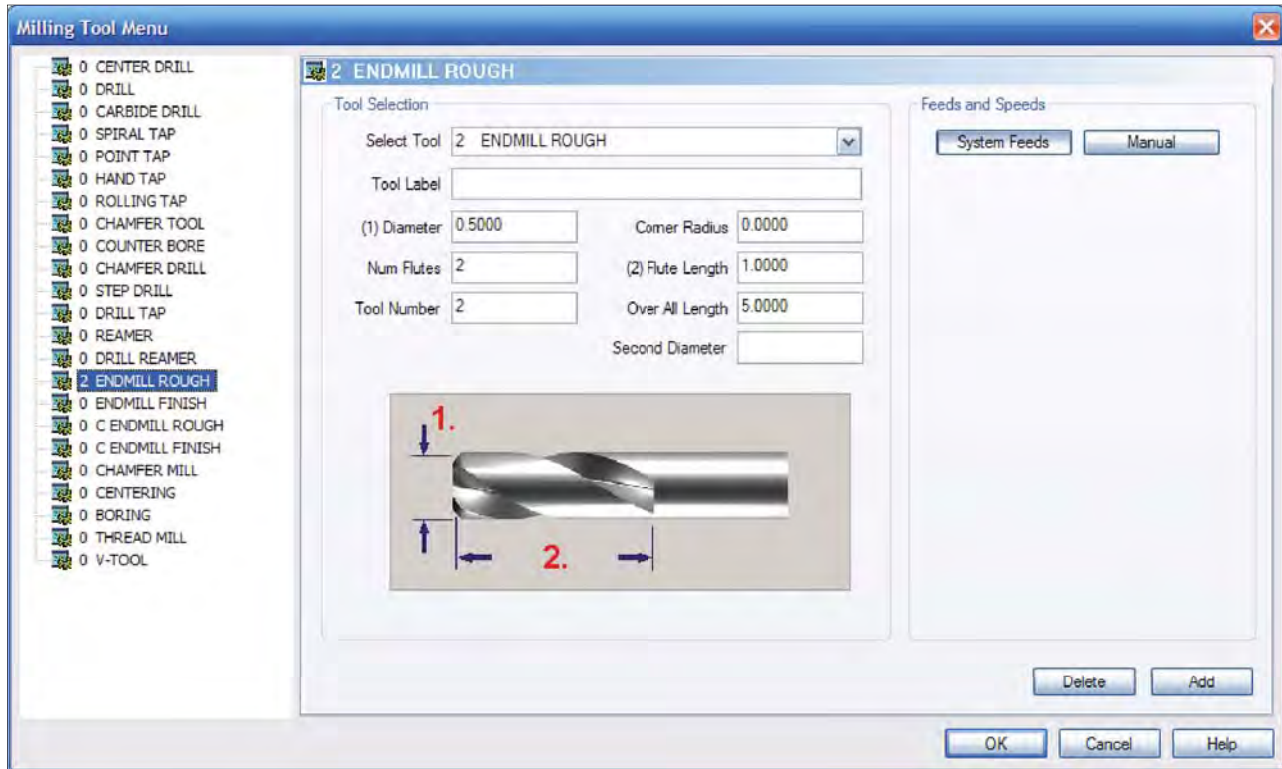 Milling Tool Menu
0 CENTER DRILL
0 DRILL
0 CARBIDE DRILL
0 SPIRAL TAP
0 POINT TAP
0 HAND TAP
0 ROLLING TAP
0 CHAMFER TOOL
0 COUNTER BORE
0 CHAMFER DRILL
0 STEP DRILL
0 DRILL TAP
0 REAMER
0 DRILL REAMER
2 ENDMILL ROUGH
0 ENDMILL FINISH
0 C ENDMILL ROUGH
0 C ENDMILL FINISH
0 CHAMFER MILL
0 CENTERING
0 BORING
0 THREAD MILL
0 V-TOOL
2 ENDMILL ROUGH
Tool Selection
Select Tool 2 ENDMILL ROUGH
Tool Label
(1) Diameter 0.5000 Corner Radius 0.0000
Num Flutes 2 (2) Flute Length 1.0000
Tool Number 2 Over All Length 5.0000
Second Diameter
1.
2.
Feeds and Speeds
System Feeds Manual
Delete Add
OK Cancel Help